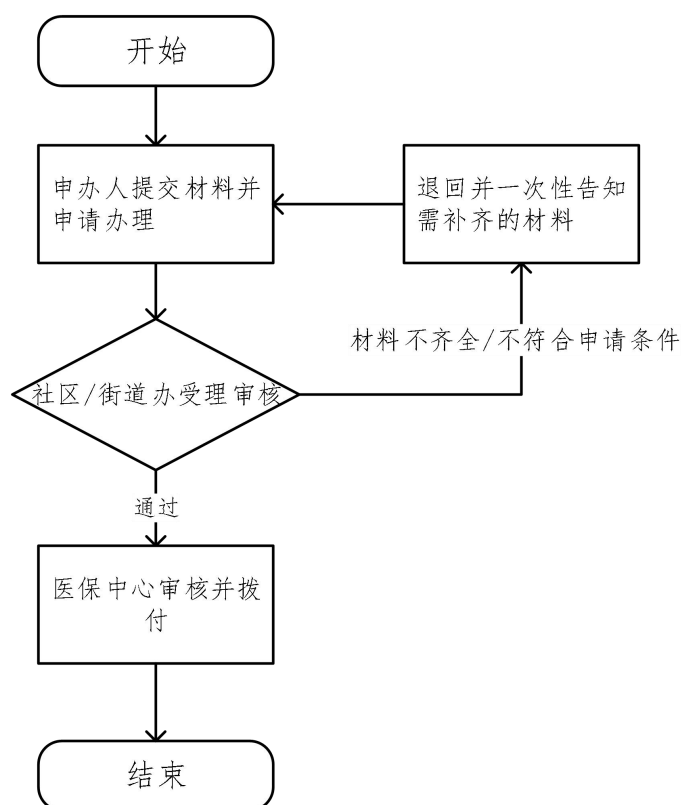 开始
申办人提交材料并
申请办理
退回并一次性告知
需补齐的材料
材料不齐全/不符合申请条件
社区/街道办受理审核
通过
医保中心审核并拨
付
结束